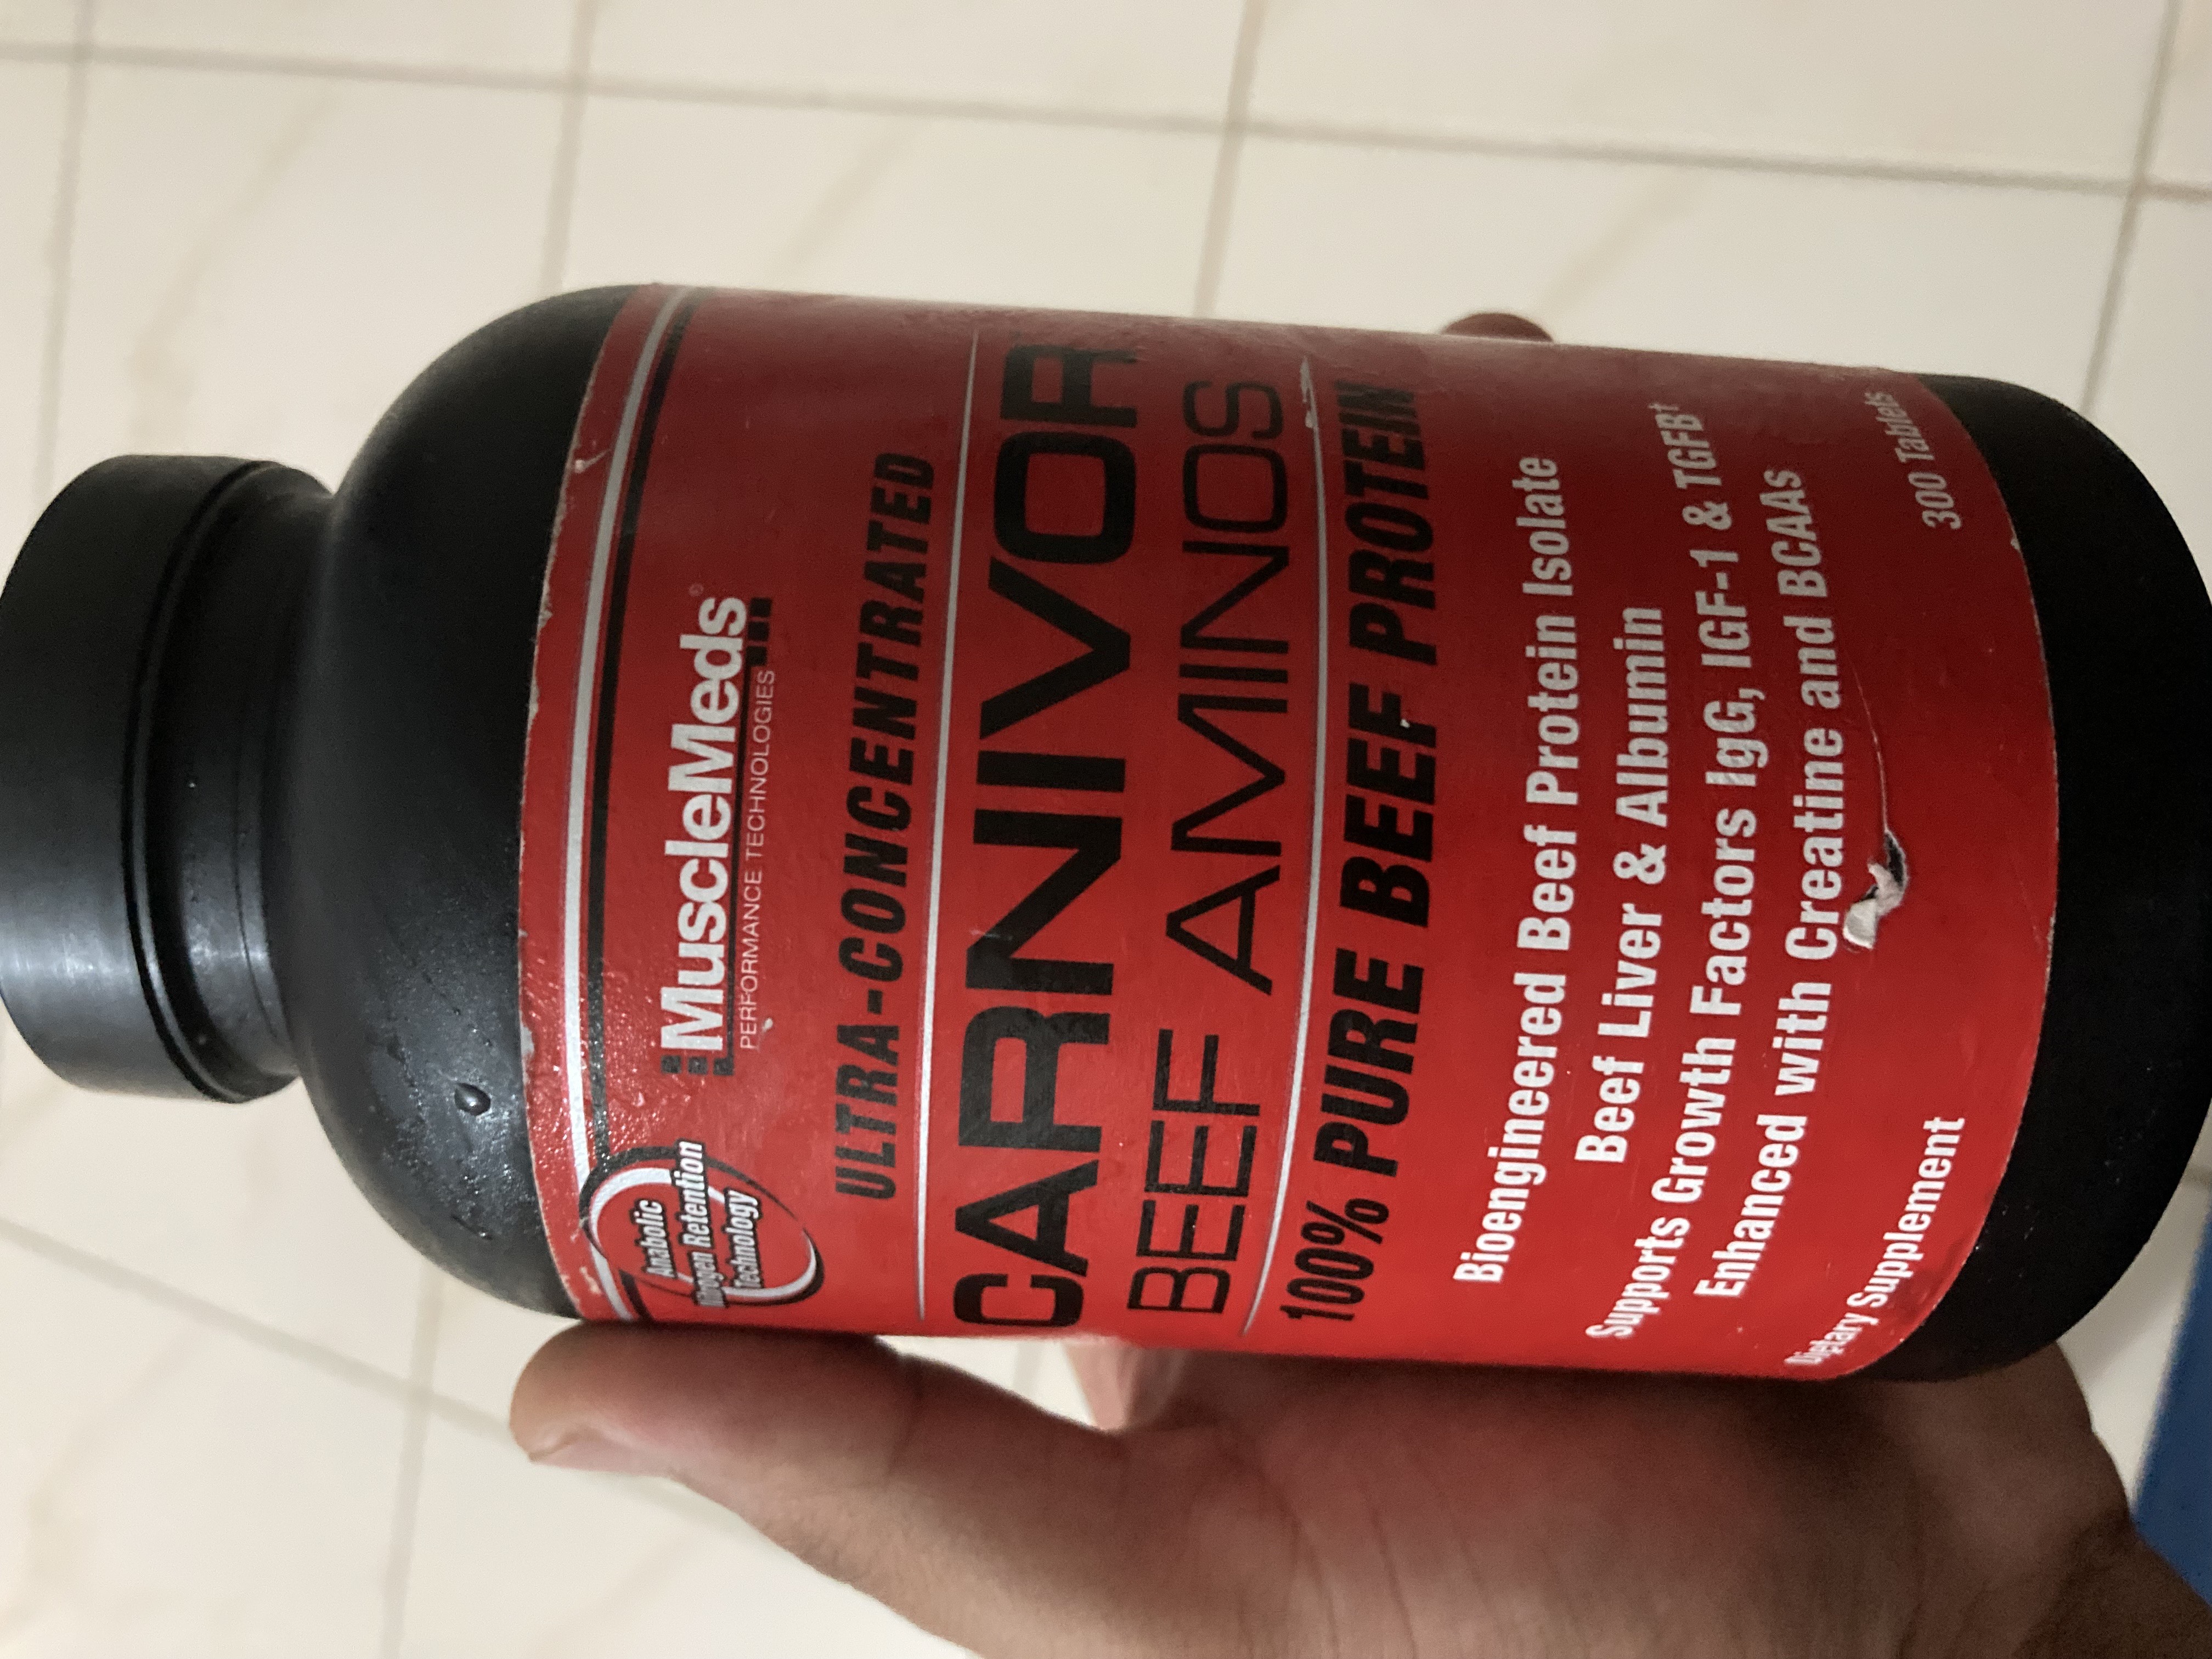 Anabolic
Nitrogen Retention
Technology
MuscleMeds®
PERFORMANCE TECHNOLOGIES
ULTRA-CONCENTRATED
CARNIVOR
BEEF AMINOS
100% PURE BEEF PROTEIN
Bioengineered Beef Protein Isolate
Beef Liver & Albumin
Supports Growth Factors IgG, IGF-1 & TGFB†
Enhanced with Creatine and BCAAs
Dietary Supplement
300 Tablets